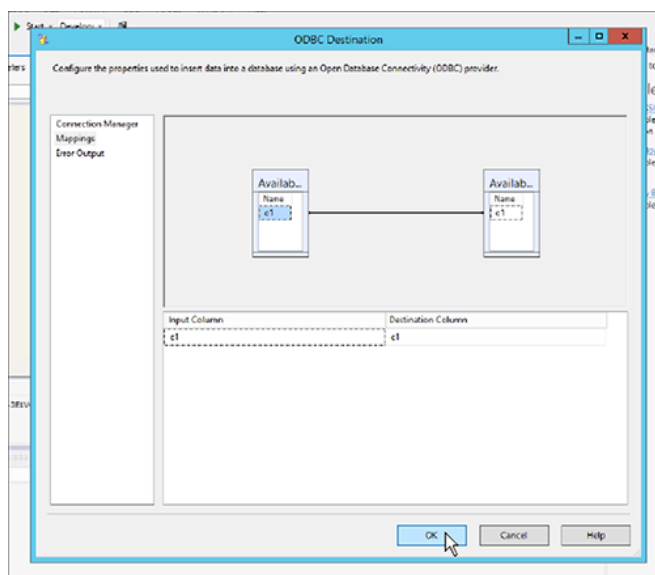 Start Develop
ODBC Destination
Configure the properties used to insert data into a database using an Open Database Connectivity (ODBC) provider.
Connection Manager
Mappings
Error Output
Availab...
Name
c1
Availab...
Name
c1
Input Column Destination Column
c1 c1
OK Cancel Help